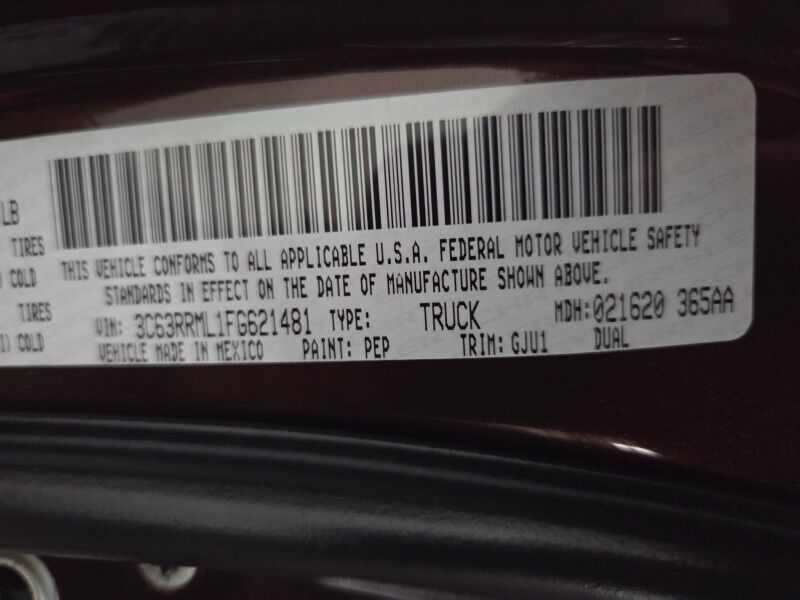 LB
TIRES
) COLD
TIRES
) COLD
THIS VEHICLE CONFORMS TO ALL APPLICABLE U.S.A. FEDERAL MOTOR VEHICLE SAFETY
STANDARDS IN EFFECT ON THE DATE OF MANUFACTURE SHOWN ABOVE.
VIN: 3C63RRML1FG621481 TYPE: TRUCK MDH:021620 365AA
VEHICLE MADE IN MEXICO PAINT: PEP TRIM: GJU1 DUAL